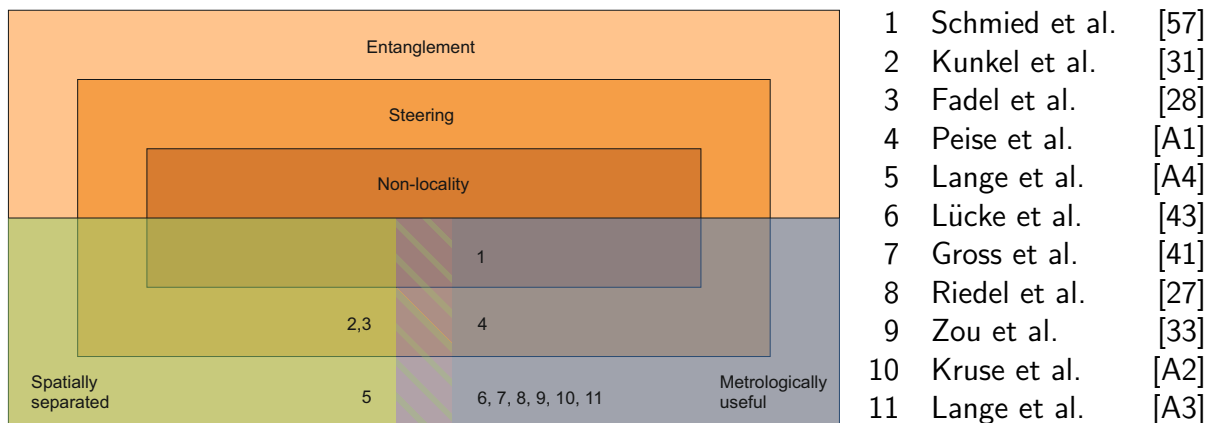 Entanglement
Steering
Non-locality
1
2,3
4
Spatially
separated
5
6, 7, 8, 9, 10, 11
Metrologically
useful
1 Schmied et al. [57]
2 Kunkel et al. [31]
3 Fadel et al. [28]
4 Peise et al. [A1]
5 Lange et al. [A4]
6 Lücke et al. [43]
7 Gross et al. [41]
8 Riedel et al. [27]
9 Zou et al. [33]
10 Kruse et al. [A2]
11 Lange et al. [A3]